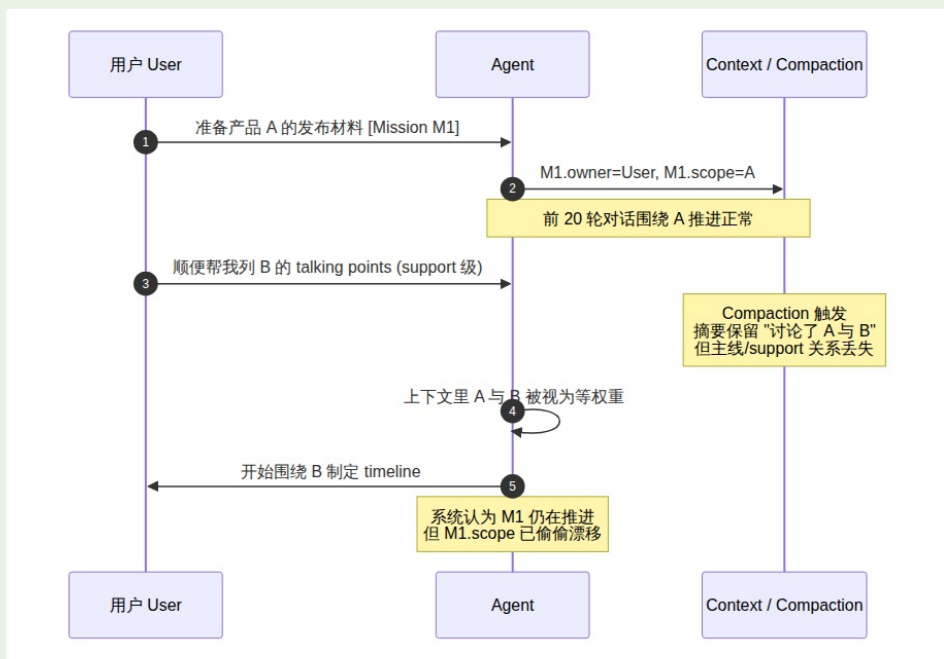 用户 User
Agent
Context / Compaction
1
准备产品 A 的发布材料 [Mission M1]
2
M1.owner=User, M1.scope=A
前 20 轮对话围绕 A 推进正常
3
顺便帮我列 B 的 talking points (support 级)
Compaction 触发
摘要保留 "讨论了 A 与 B"
但主线/support 关系丢失
上下文里 A 与 B 被视为等权重
4
开始围绕 B 制定 timeline
5
系统认为 M1 仍在推进
但 M1.scope 已偷偷漂移
用户 User
Agent
Context / Compaction